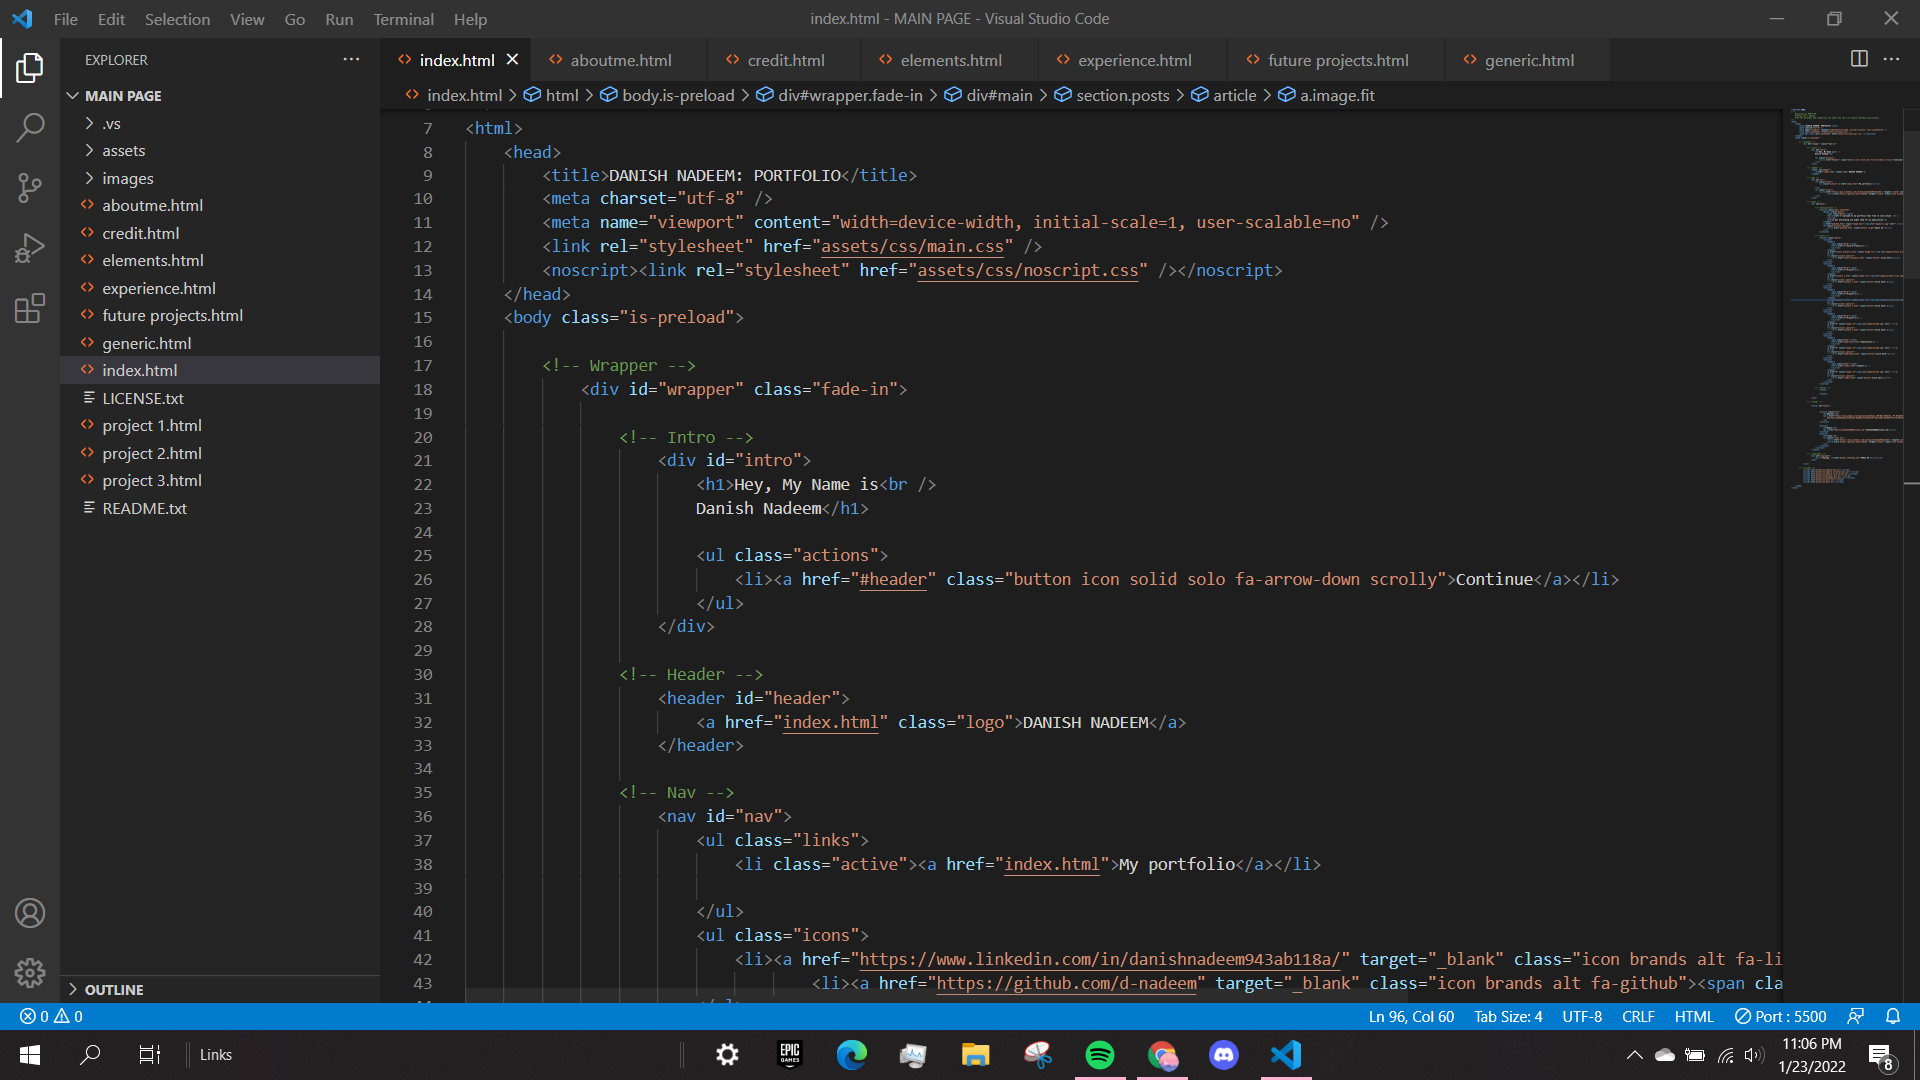 File Edit Selection View Go Run Terminal Help
index.html - MAIN PAGE - Visual Studio Code
EXPLORER
MAIN PAGE
.vs
assets
images
aboutme.html
credit.html
elements.html
experience.html
future projects.html
generic.html
index.html
LICENSE.txt
project 1.html
project 2.html
project 3.html
README.txt
OUTLINE
index.html aboutme.html credit.html elements.html experience.html future projects.html generic.html
index.html > html > body.is-preload > div#wrapper.fade-in > div#main > section.posts > article > a.image.fit
7 <html>
8 <head>
9 <title>DANISH NADEEM: PORTFOLIO</title>
10 <meta charset="utf-8" />
11 <meta name="viewport" content="width=device-width, initial-scale=1, user-scalable=no" />
12 <link rel="stylesheet" href="assets/css/main.css" />
13 <noscript><link rel="stylesheet" href="assets/css/noscript.css" /></noscript>
14 </head>
15 <body class="is-preload">
16
17 <!-- Wrapper -->
18 <div id="wrapper" class="fade-in">
19
20 <!-- Intro -->
21 <div id="intro">
22 <h1>Hey, My Name is<br />
23 Danish Nadeem</h1>
24
25 <ul class="actions">
26 <li><a href="#header" class="button icon solid solo fa-arrow-down scrolly">Continue</a></li>
27 </ul>
28 </div>
29
30 <!-- Header -->
31 <header id="header">
32 <a href="index.html" class="logo">DANISH NADEEM</a>
33 </header>
34
35 <!-- Nav -->
36 <nav id="nav">
37 <ul class="links">
38 <li class="active"><a href="index.html">My portfolio</a></li>
39
40 </ul>
41 <ul class="icons">
42 <li><a href="https://www.linkedin.com/in/danishnadeem943ab118a/" target="_blank" class="icon brands alt fa-li
43 <li><a href="https://github.com/d-nadeem" target="_blank" class="icon brands alt fa-github"><span cla
0 0
Ln 96, Col 60 Tab Size: 4 UTF-8 CRLF HTML Port : 5500
Links
EPIC GAMES
11:06 PM
1/23/2022
8